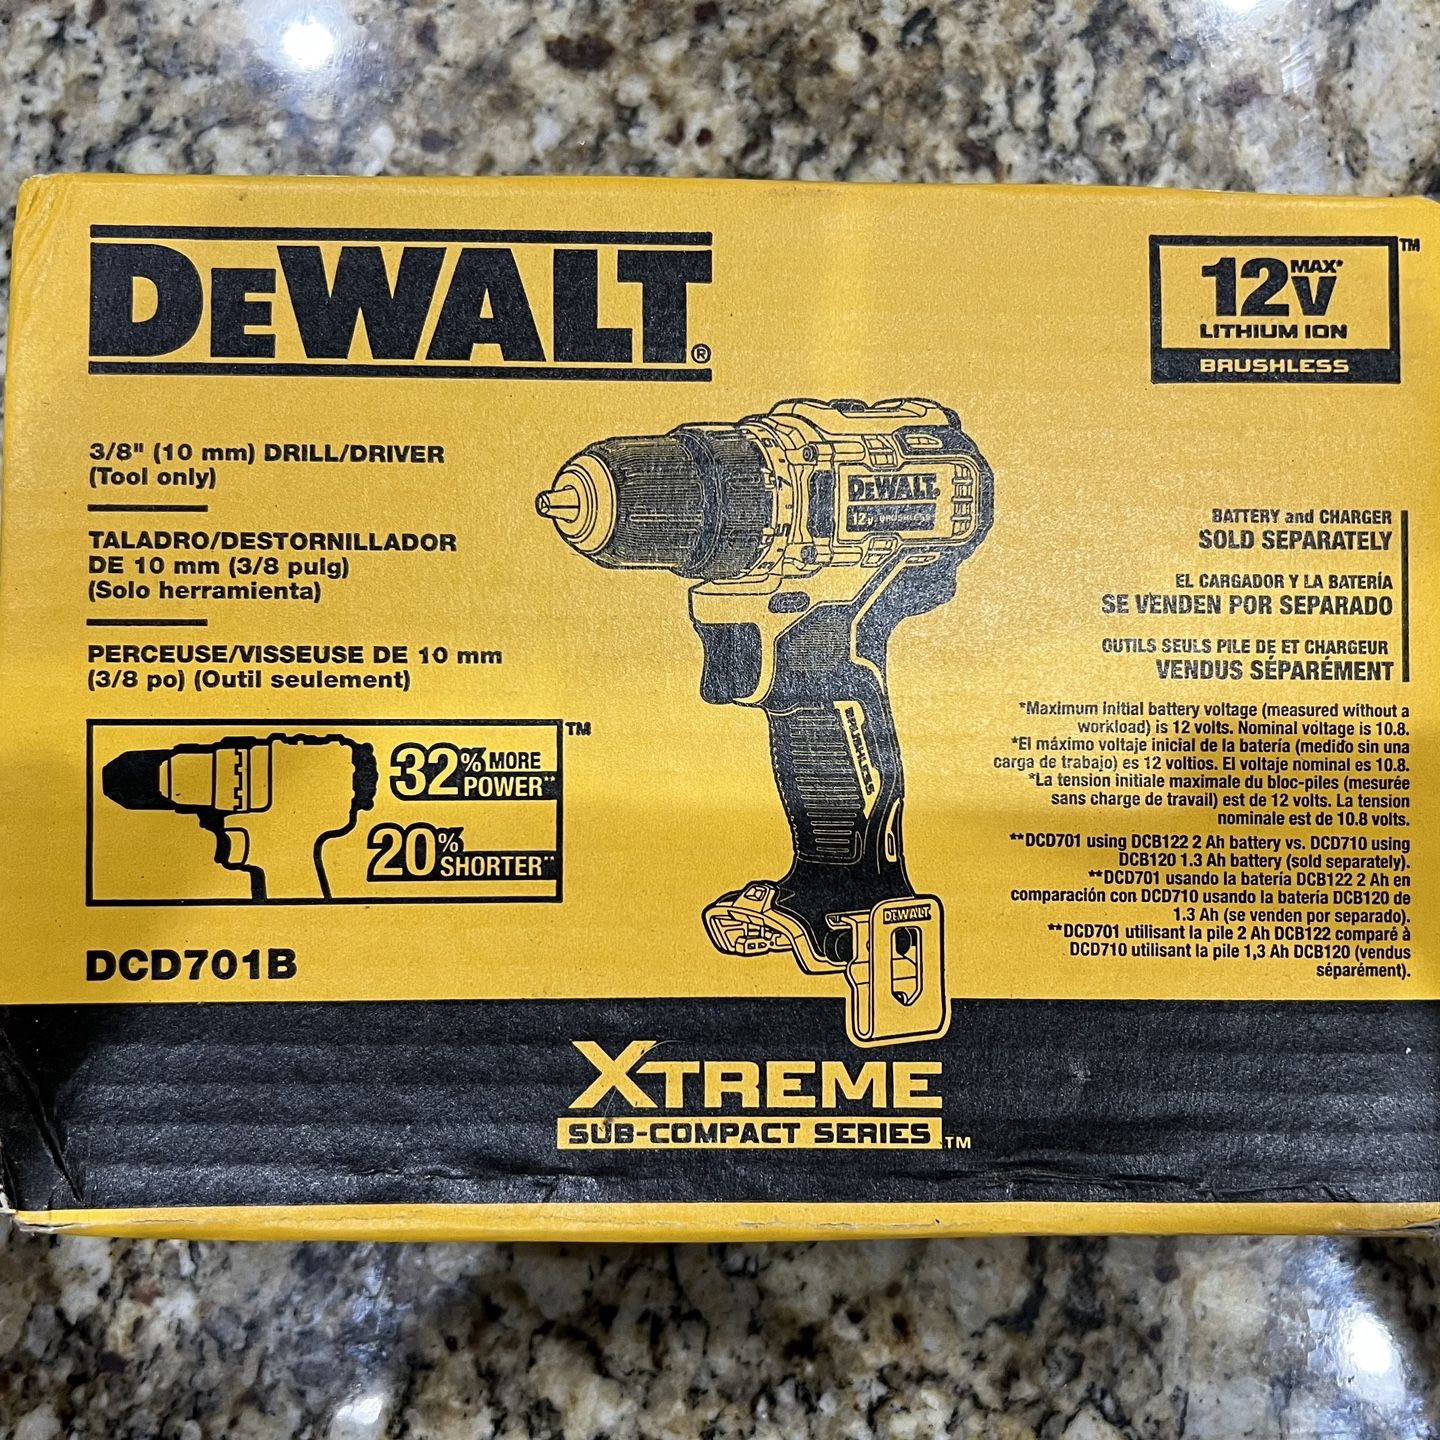 DEWALT®
12V MAX* ™
LITHIUM ION
BRUSHLESS
3/8" (10 mm) DRILL/DRIVER
(Tool only)
TALADRO/DESTORNILLADOR
DE 10 mm (3/8 pulg)
(Solo herramienta)
PERCEUSE/VISSEUSE DE 10 mm
(3/8 po) (Outil seulement)
32% MORE
POWER**
20%
SHORTER**
™
DCD701B
DEWALT®
12V BRUSHLESS
BRUSHLESS
DEWALT
BATTERY and CHARGER
SOLD SEPARATELY
EL CARGADOR Y LA BATERÍA
SE VENDEN POR SEPARADO
OUTILS SEULS PILE DE ET CHARGEUR
VENDUS SÉPARÉMENT
*Maximum initial battery voltage (measured without a
workload) is 12 volts. Nominal voltage is 10.8.
*El máximo voltaje inicial de la batería (medido sin una
carga de trabajo) es 12 voltios. El voltaje nominal es 10.8.
*La tension initiale maximale du bloc-piles (mesurée
sans charge de travail) est de 12 volts. La tension
nominale est de 10.8 volts.
**DCD701 using DCB122 2 Ah battery vs. DCD710 using
DCB120 1.3 Ah battery (sold separately).
**DCD701 usando la batería DCB122 2 Ah en
comparación con DCD710 usando la batería DCB120 de
1.3 Ah (se venden por separado).
**DCD701 utilisant la pile 2 Ah DCB122 comparé à
DCD710 utilisant la pile 1,3 Ah DCB120 (vendus
séparément).
XTREME
SUB-COMPACT SERIES™